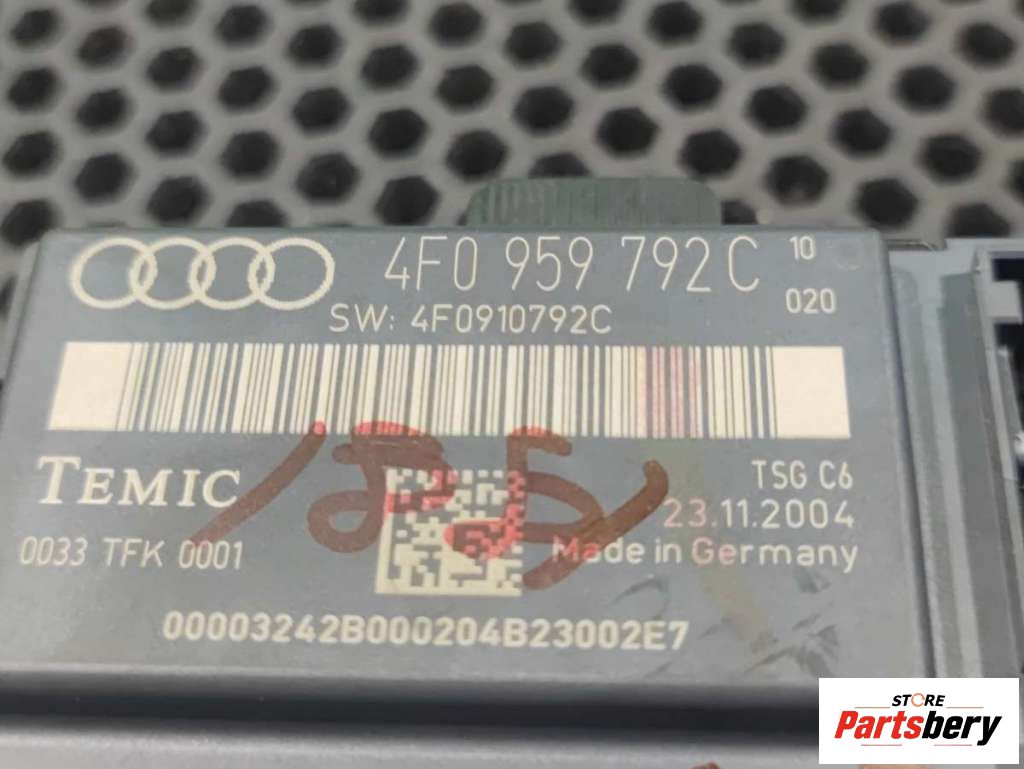 4F0 959 792 C 10
020
SW: 4F0910792C
TEMIC
TSG C6
23.11.2004
0033 TFK 0001
Made in Germany
00003242B000204B23002E7
STORE
Partsbery